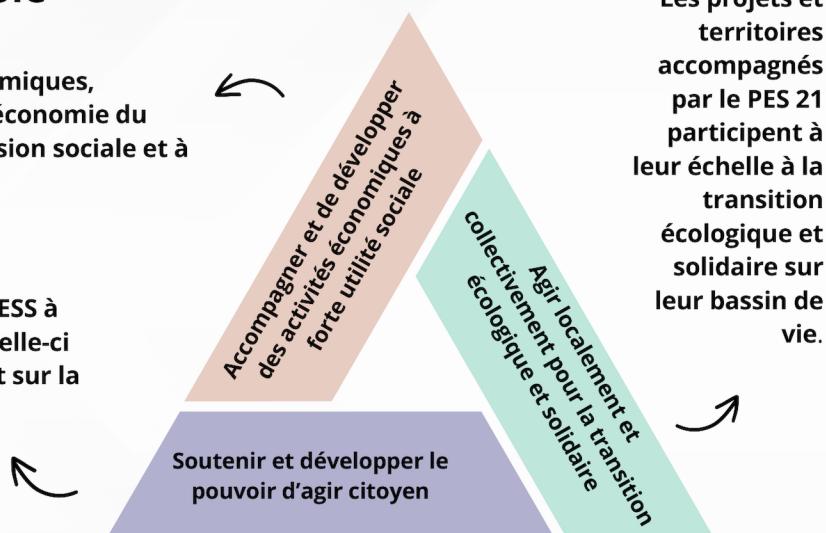 miques,
économie du
sion sociale et à
ESS à
elle-ci
t sur la
Accompagner et de développer
des activités économiques à
forte utilité sociale
Agir localement et
collectivement pour la transition
écologique et solidaire
Soutenir et développer le
pouvoir d’agir citoyen
Les projets et
territoires
accompagnés
par le PES 21
participent à
leur échelle à la
transition
écologique et
solidaire sur
leur bassin de
vie.